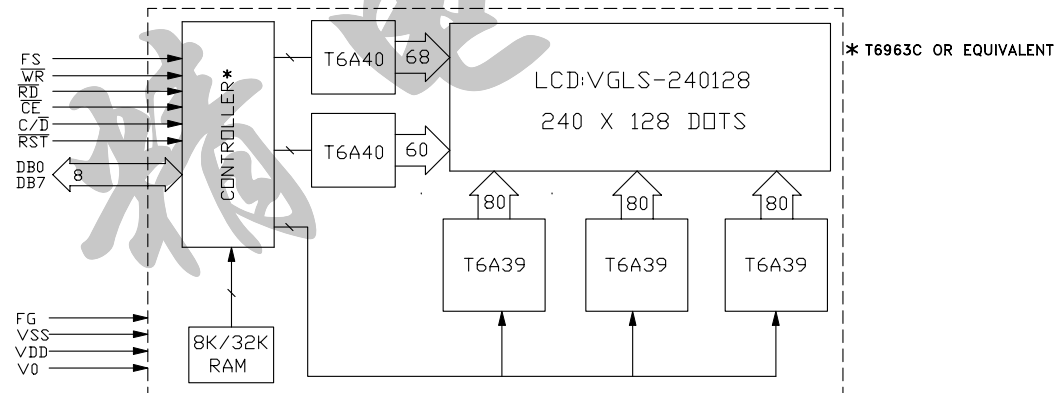 * T6963C OR EQUIVALENT
FS
WR
RD
CE
C/D
RST
DB0
DB7
8
CONTROLLER*
T6A40
68
T6A40
60
LCD:VGLS-240128
240 X 128 DOTS
80
80
80
T6A39
T6A39
T6A39
FG
VSS
VDD
V0
8K/32K
RAM